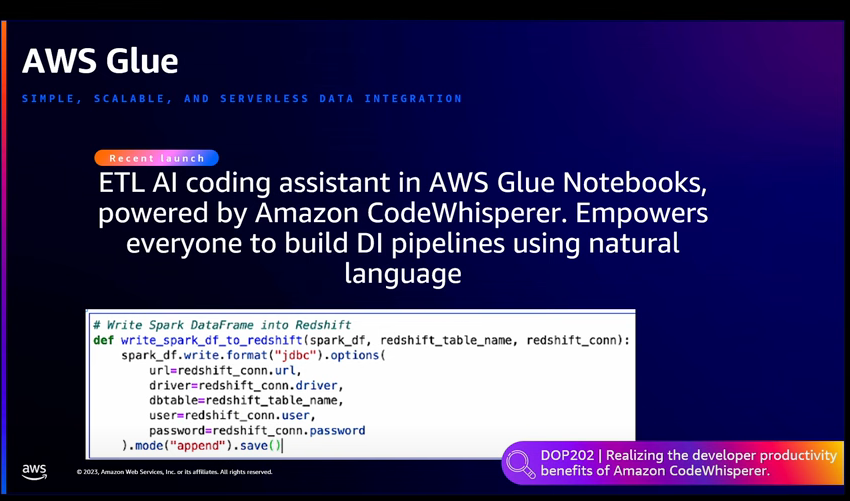 AWS Glue
SIMPLE, SCALABLE, AND SERVERLESS DATA INTEGRATION
Recent launch
ETL AI coding assistant in AWS Glue Notebooks,
powered by Amazon CodeWhisperer. Empowers
everyone to build DI pipelines using natural
language
# Write Spark DataFrame into Redshift
def write_spark_df_to_redshift(spark_df, redshift_table_name, redshift_conn):
    spark_df.write.format("jdbc").options(
        url=redshift_conn.url,
        driver=redshift_conn.driver,
        dbtable=redshift_table_name,
        user=redshift_conn.user,
        password=redshift_conn.password
    ).mode("append").save()
DOP202 | Realizing the developer productivity
benefits of Amazon CodeWhisperer.
aws
© 2023, Amazon Web Services, Inc. or its affiliates. All rights reserved.